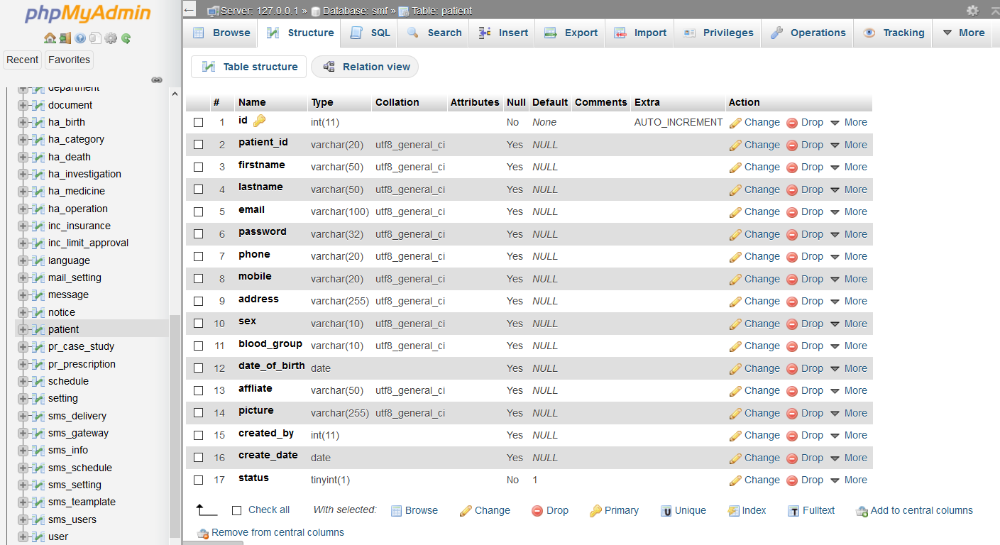 phpMyAdmin
Recent Favorites
department
document
ha_birth
ha_category
ha_death
ha_investigation
ha_medicine
ha_operation
inc_insurance
inc_limit_approval
language
mail_setting
message
notice
patient
pr_case_study
pr_prescription
schedule
setting
sms_delivery
sms_gateway
sms_info
sms_schedule
sms_setting
sms_teamplate
sms_users
user
Server: 127.0.0.1 » Database: smf » Table: patient
Browse Structure SQL Search Insert Export Import Privileges Operations Tracking More
Table structure Relation view
# Name Type Collation Attributes Null Default Comments Extra Action
1 id int(11) No None AUTO_INCREMENT Change Drop More
2 patient_id varchar(20) utf8_general_ci Yes NULL Change Drop More
3 firstname varchar(50) utf8_general_ci Yes NULL Change Drop More
4 lastname varchar(50) utf8_general_ci Yes NULL Change Drop More
5 email varchar(100) utf8_general_ci Yes NULL Change Drop More
6 password varchar(32) utf8_general_ci Yes NULL Change Drop More
7 phone varchar(20) utf8_general_ci Yes NULL Change Drop More
8 mobile varchar(20) utf8_general_ci Yes NULL Change Drop More
9 address varchar(255) utf8_general_ci Yes NULL Change Drop More
10 sex varchar(10) utf8_general_ci Yes NULL Change Drop More
11 blood_group varchar(10) utf8_general_ci Yes NULL Change Drop More
12 date_of_birth date Yes NULL Change Drop More
13 affliate varchar(50) utf8_general_ci Yes NULL Change Drop More
14 picture varchar(255) utf8_general_ci Yes NULL Change Drop More
15 created_by int(11) Yes NULL Change Drop More
16 create_date date Yes NULL Change Drop More
17 status tinyint(1) No 1 Change Drop More
Check all With selected: Browse Change Drop Primary Unique Index Fulltext Add to central columns
Remove from central columns